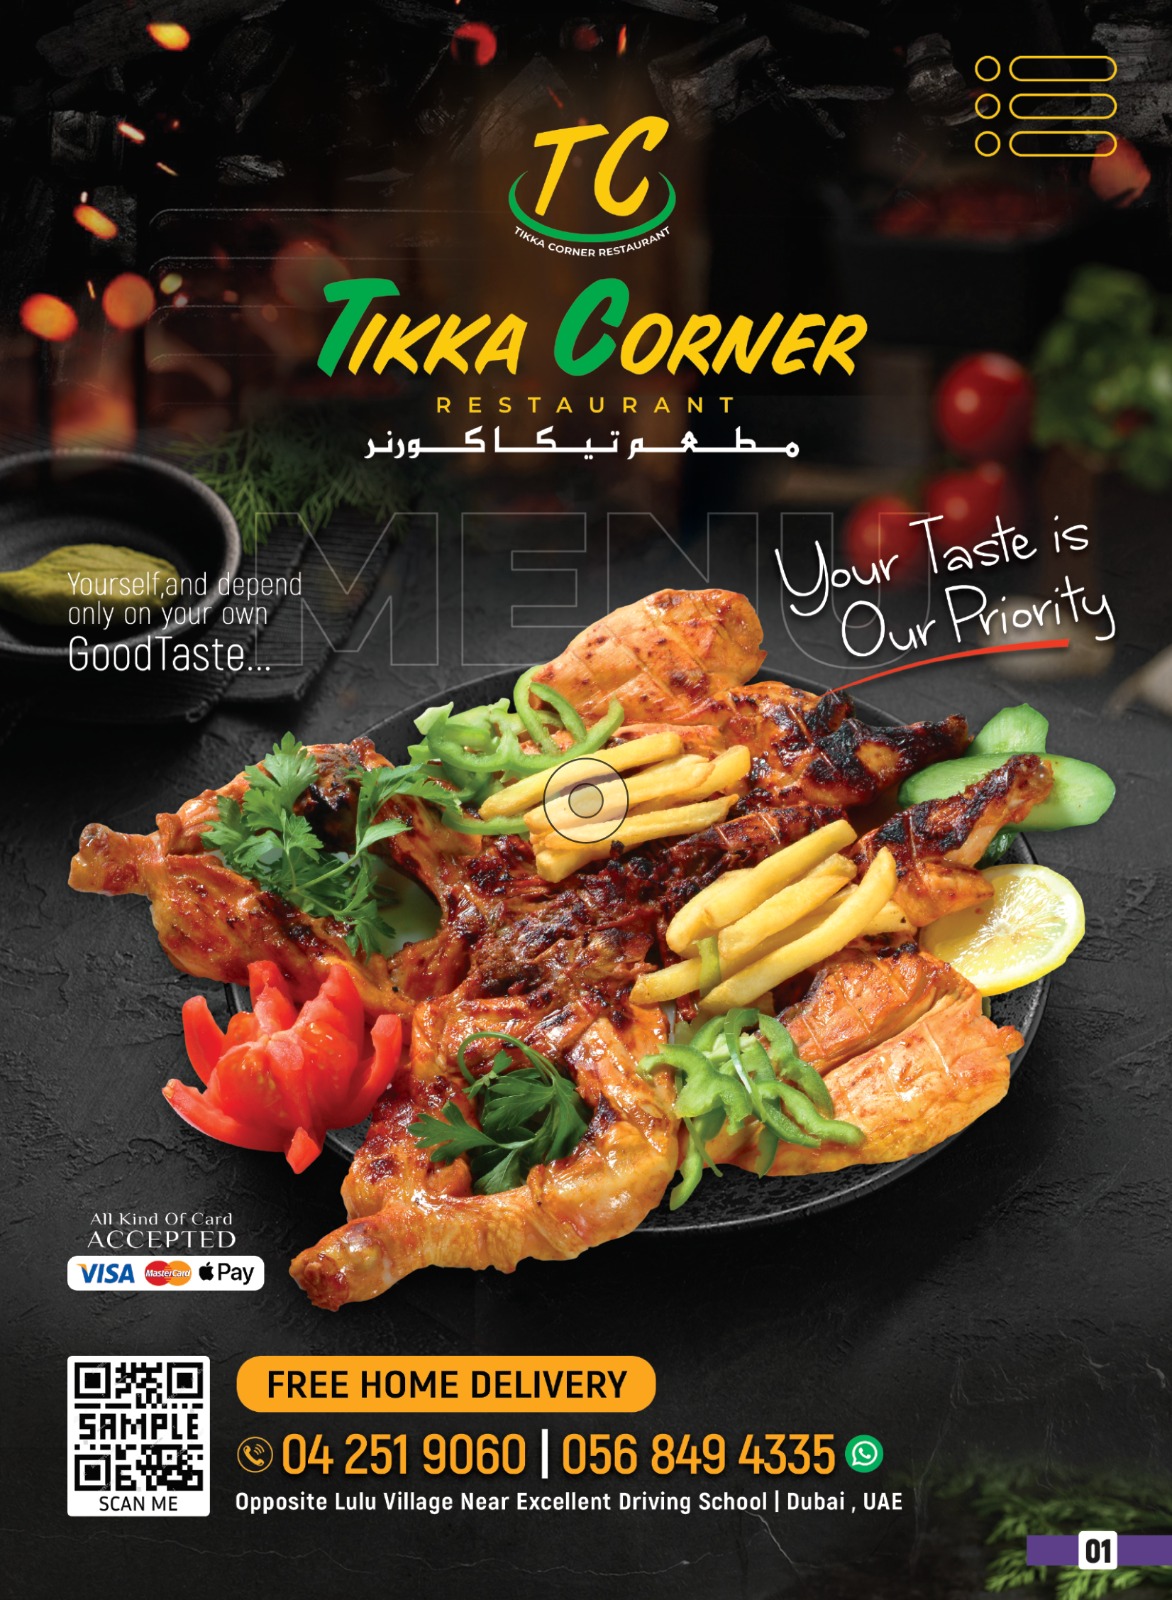 TC
TIKKA CORNER RESTAURANT
TIKKA CORNER
RESTAURANT
مطعم تيكا كورنر
MENU
Your Taste is
Our Priority
Yourself,and depend
only on your own
GoodTaste...
All Kind Of Card
ACCEPTED
VISA MasterCard Pay
SAMPLE
SCAN ME
FREE HOME DELIVERY
04 251 9060 | 056 849 4335
Opposite Lulu Village Near Excellent Driving School | Dubai , UAE
01